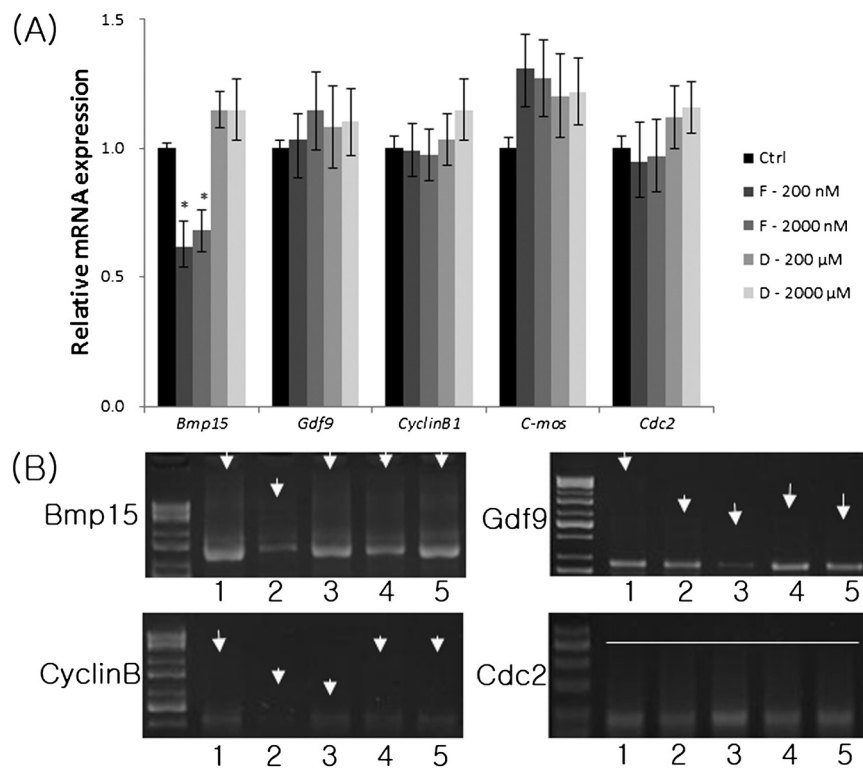 (A)
Relative mRNA expression
1.5
1.0
0.5
0.0
* *
Bmp15 Gdf9 CyclinB1 C-mos Cdc2
Ctrl
F - 200 nM
F - 2000 nM
D - 200 µM
D - 2000 µM
(B)
Bmp15
1 2 3 4 5
Gdf9
1 2 3 4 5
CyclinB
1 2 3 4 5
Cdc2
1 2 3 4 5